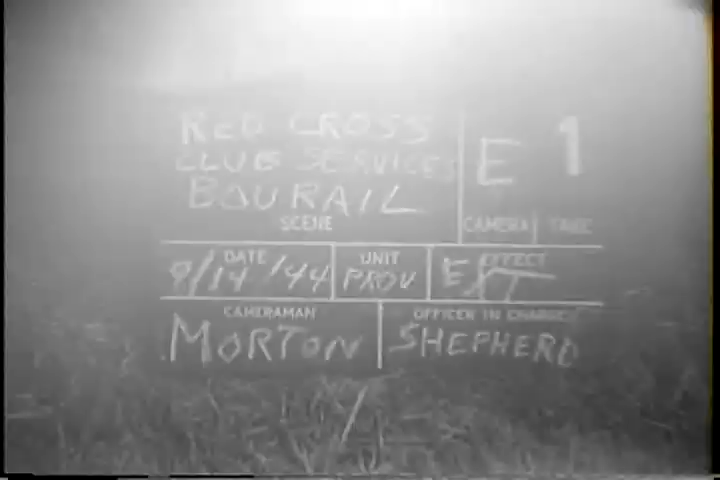 RED CROSS
CLUB SERVICES
BOURAIL
SCENE
E 1
CAMERA TAKE
DATE UNIT EFFECT
9/14/44 PROV EXT
CAMERAMAN OFFICER IN CHARGE
MORTON SHEPHERD